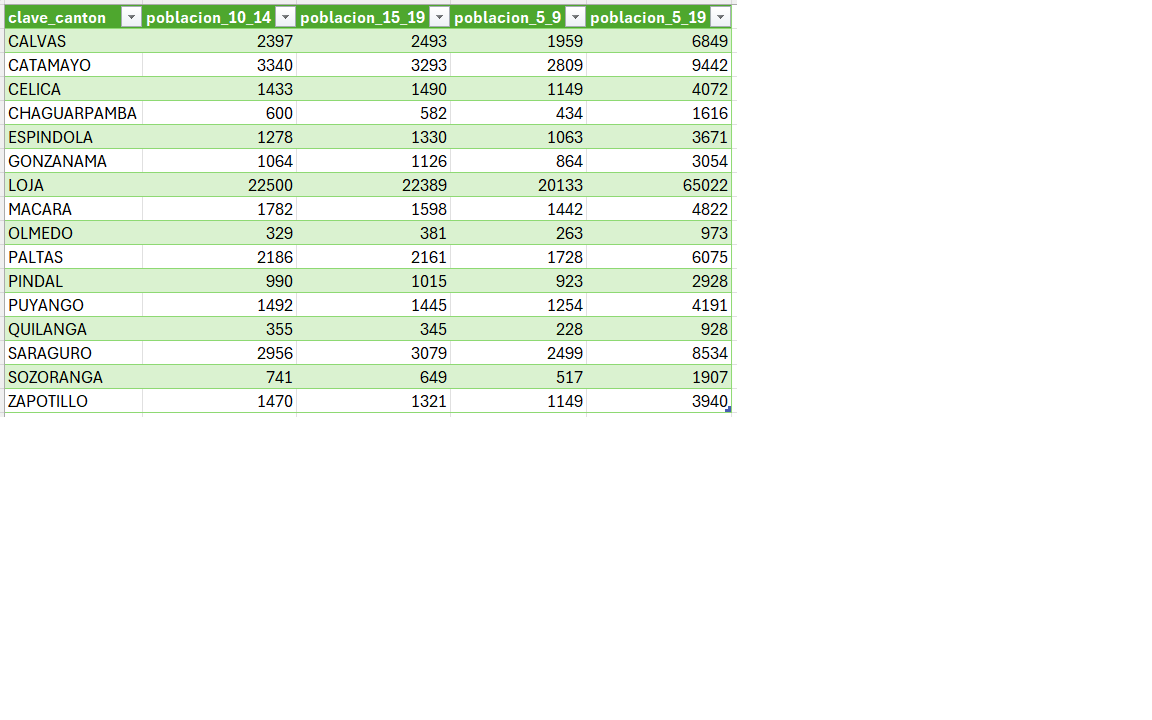 clave_canton poblacion_10_14 poblacion_15_19 poblacion_5_9 poblacion_5_19
CALVAS 2397 2493 1959 6849
CATAMAYO 3340 3293 2809 9442
CELICA 1433 1490 1149 4072
CHAGUARPAMBA 600 582 434 1616
ESPINDOLA 1278 1330 1063 3671
GONZANAMA 1064 1126 864 3054
LOJA 22500 22389 20133 65022
MACARA 1782 1598 1442 4822
OLMEDO 329 381 263 973
PALTAS 2186 2161 1728 6075
PINDAL 990 1015 923 2928
PUYANGO 1492 1445 1254 4191
QUILANGA 355 345 228 928
SARAGURO 2956 3079 2499 8534
SOZORANGA 741 649 517 1907
ZAPOTILLO 1470 1321 1149 3940